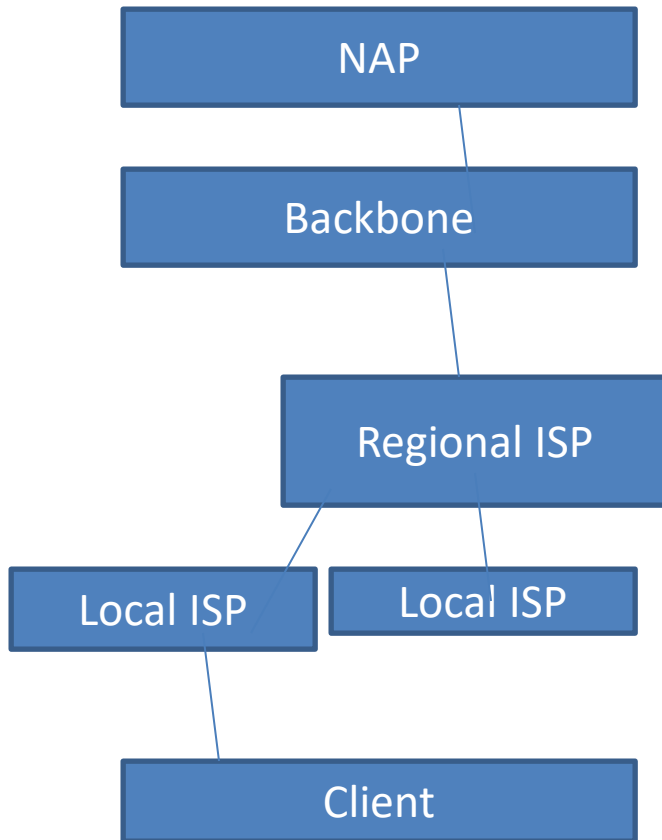 NAP
Backbone
Regional ISP
Local ISP
Local ISP
Client